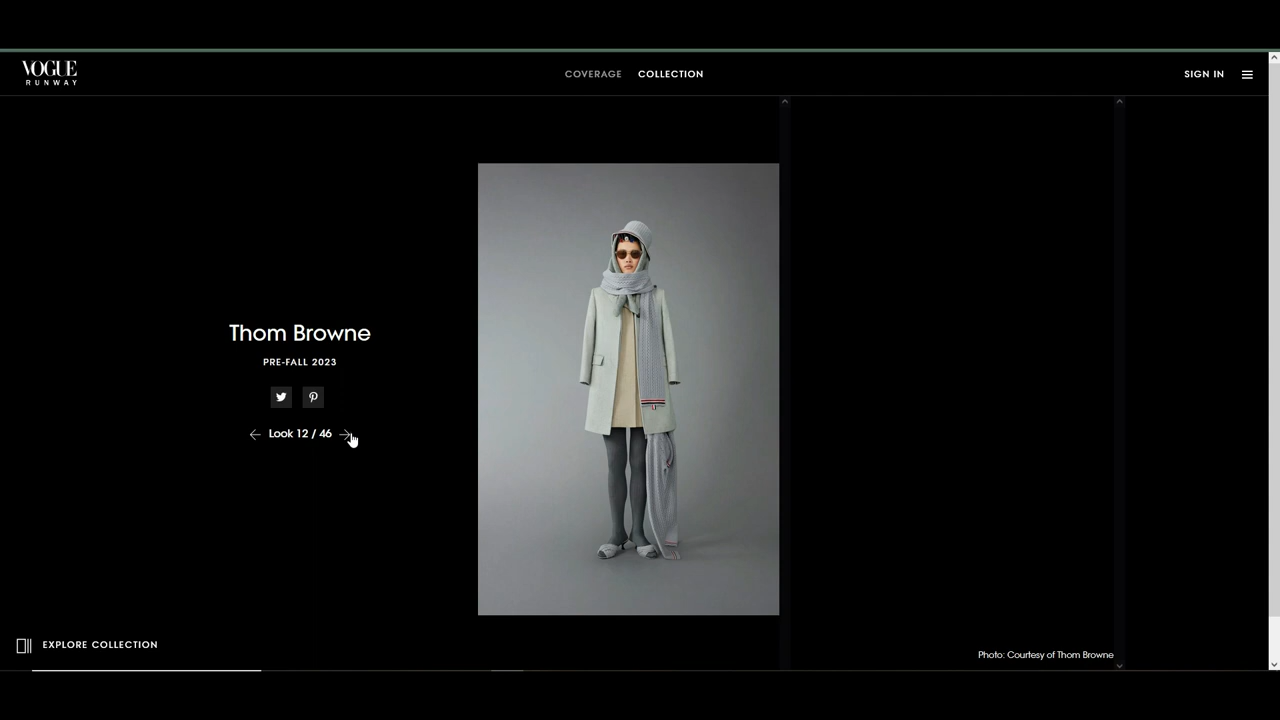 VOGUE
RUNWAY
COVERAGE COLLECTION
SIGN IN
Thom Browne
PRE-FALL 2023
Look 12 / 46
EXPLORE COLLECTION
Photo: Courtesy of Thom Browne